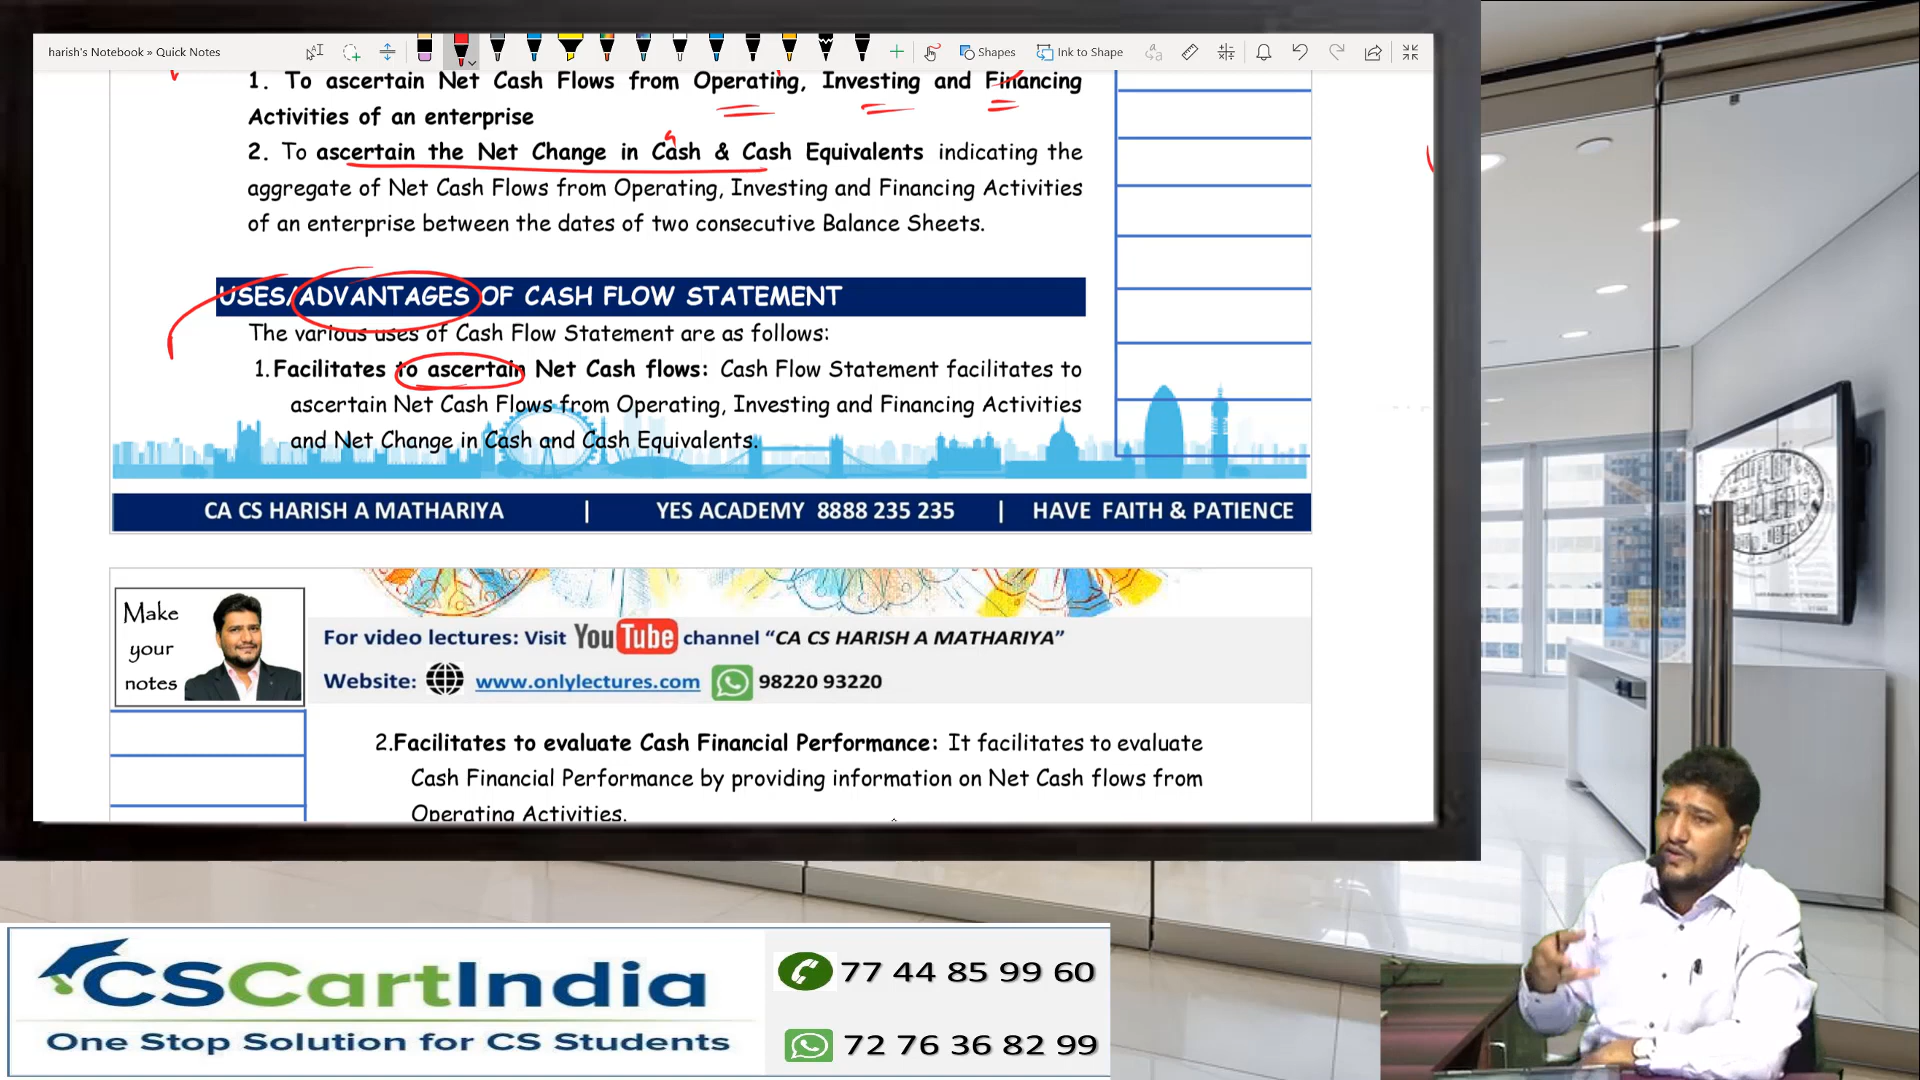 harish's Notebook » Quick Notes
Shapes
Ink to Shape
1. To ascertain Net Cash Flows from Operating, Investing and Financing
Activities of an enterprise
2. To ascertain the Net Change in Cash & Cash Equivalents indicating the
aggregate of Net Cash Flows from Operating, Investing and Financing Activities
of an enterprise between the dates of two consecutive Balance Sheets.
USES/ADVANTAGES OF CASH FLOW STATEMENT
The various uses of Cash Flow Statement are as follows:
1.Facilitates to ascertain Net Cash flows: Cash Flow Statement facilitates to
ascertain Net Cash Flows from Operating, Investing and Financing Activities
and Net Change in Cash and Cash Equivalents.
CA CS HARISH A MATHARIYA | YES ACADEMY 8888 235 235 | HAVE FAITH & PATIENCE
Make
your
notes
For video lectures: Visit YouTube channel “CA CS HARISH A MATHARIYA”
Website: www.onlylectures.com 98220 93220
2.Facilitates to evaluate Cash Financial Performance: It facilitates to evaluate
Cash Financial Performance by providing information on Net Cash flows from
Operating Activities.
CSCartIndia
One Stop Solution for CS Students
77 44 85 99 60
72 76 36 82 99